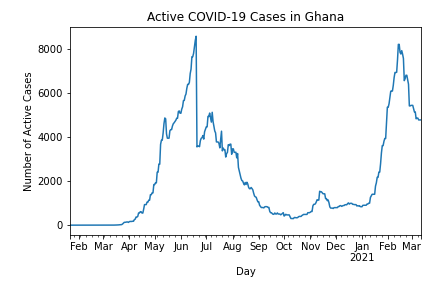 Active COVID-19 Cases in Ghana
Number of Active Cases
8000
6000
4000
2000
0
Feb Mar Apr May Jun Jul Aug Sep Oct Nov Dec Jan Feb Mar
2021
Day